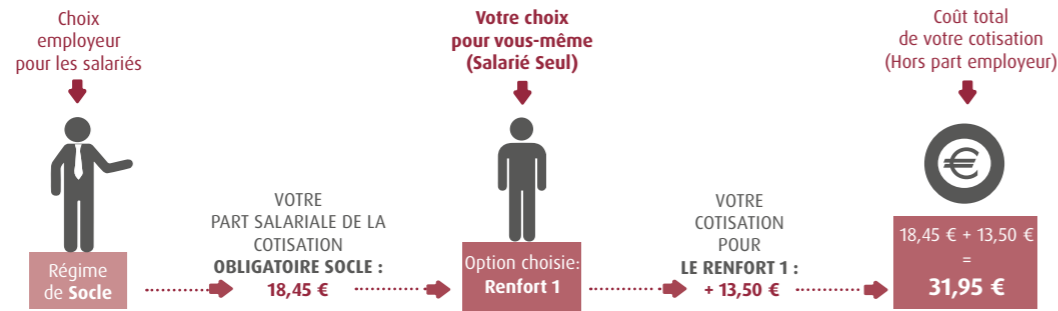 Choix
employeur
pour les salariés
Régime
de Socle
VOTRE
PART SALARIALE DE LA
COTISATION
OBLIGATOIRE SOCLE :
18,45 €
Votre choix
pour vous-même
(Salarié Seul)
Option choisie:
Renfort 1
VOTRE
COTISATION
POUR
LE RENFORT 1 :
+ 13,50 €
Coût total
de votre cotisation
(Hors part employeur)
€
18,45 € + 13,50 €
=
31,95 €